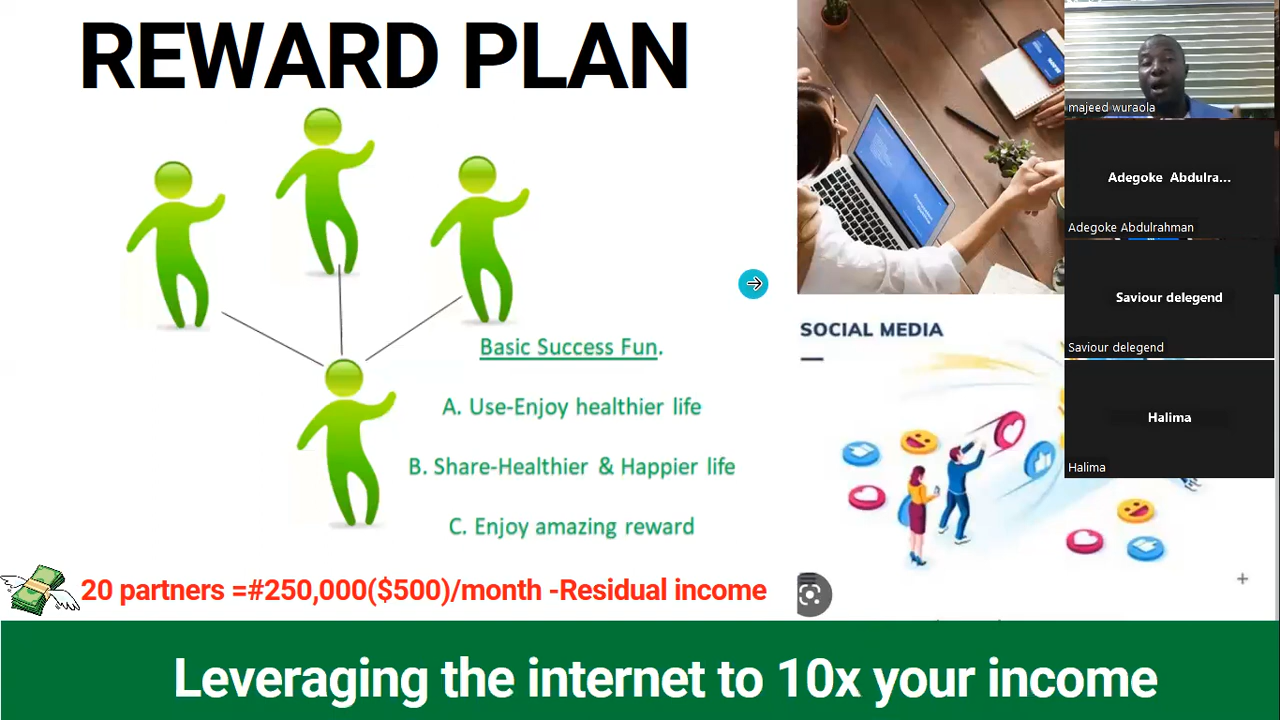 REWARD PLAN
Basic Success Fun.
A. Use-Enjoy healthier life
B. Share-Healthier & Happier life
C. Enjoy amazing reward
20 partners =#250,000($500)/month -Residual income
Leveraging the internet to 10x your income
SOCIAL MEDIA
majeed wuraola
Adegoke Abdulra...
Adegoke Abdulrahman
Saviour delegend
Saviour delegend
Halima
Halima